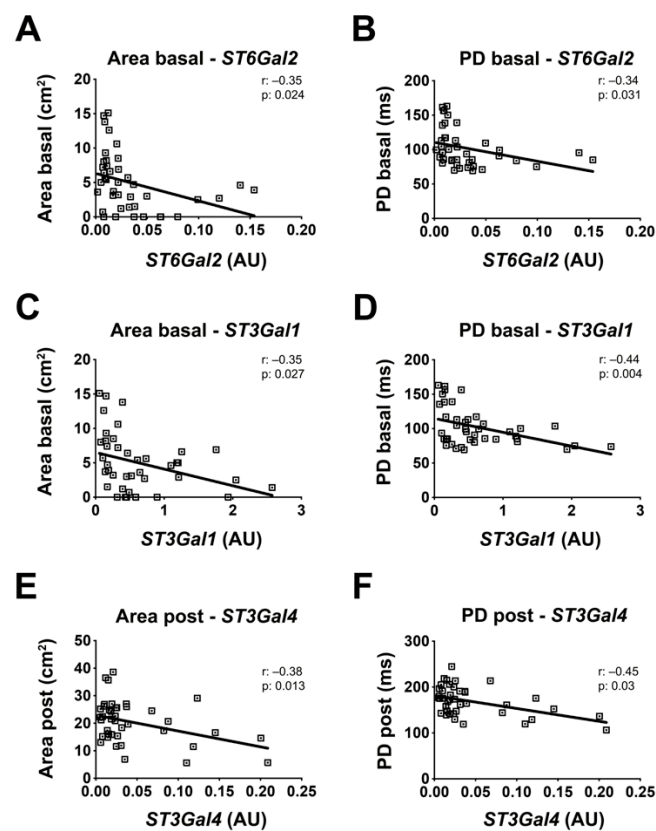 A
Area basal - ST6Gal2
r: –0.35
p: 0.024
Area basal (cm²)
20
15
10
5
0
0.00 0.05 0.10 0.15 0.20
ST6Gal2 (AU)
B
PD basal - ST6Gal2
r: –0.34
p: 0.031
PD basal (ms)
200
150
100
50
0
0.00 0.05 0.10 0.15 0.20
ST6Gal2 (AU)
C
Area basal - ST3Gal1
r: –0.35
p: 0.027
Area basal (cm²)
20
15
10
5
0
0 1 2 3
ST3Gal1 (AU)
D
PD basal - ST3Gal1
r: –0.44
p: 0.004
PD basal (ms)
200
150
100
50
0
0 1 2 3
ST3Gal1 (AU)
E
Area post - ST3Gal4
r: –0.38
p: 0.013
Area post (cm²)
50
40
30
20
10
0
0.00 0.05 0.10 0.15 0.20 0.25
ST3Gal4 (AU)
F
PD post - ST3Gal4
r: –0.45
p: 0.03
PD post (ms)
300
200
100
0
0.00 0.05 0.10 0.15 0.20 0.25
ST3Gal4 (AU)